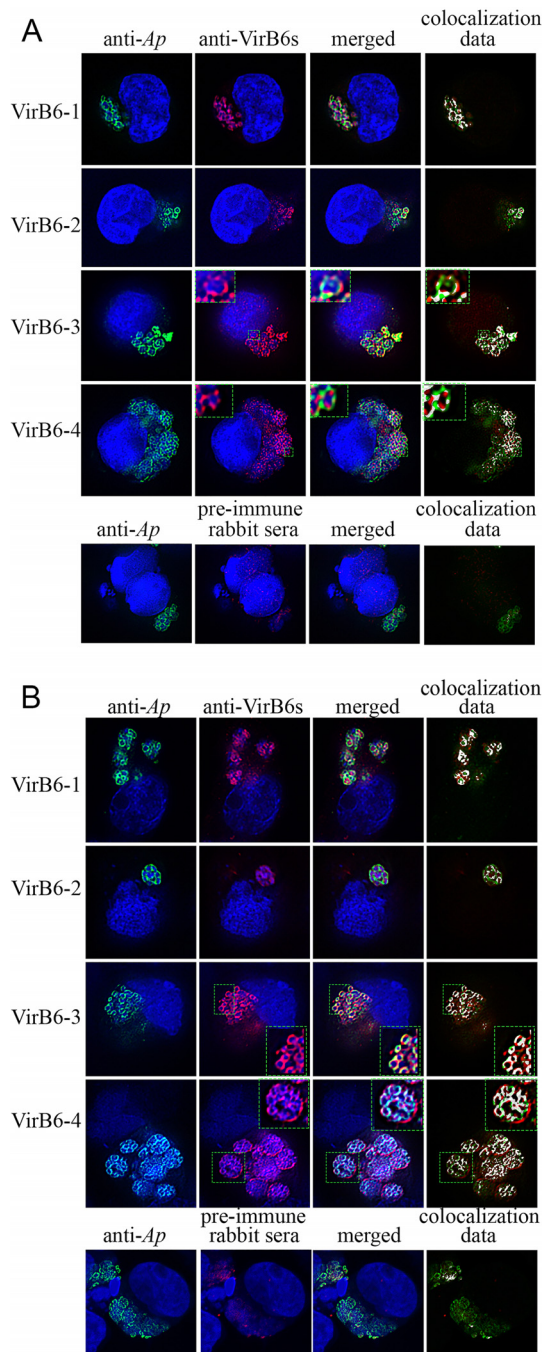 A
anti-Ap anti-VirB6s merged colocalization data
VirB6-1
VirB6-2
VirB6-3
VirB6-4
anti-Ap pre-immune rabbit sera merged colocalization data
B
anti-Ap anti-VirB6s merged colocalization data
VirB6-1
VirB6-2
VirB6-3
VirB6-4
anti-Ap pre-immune rabbit sera merged colocalization data